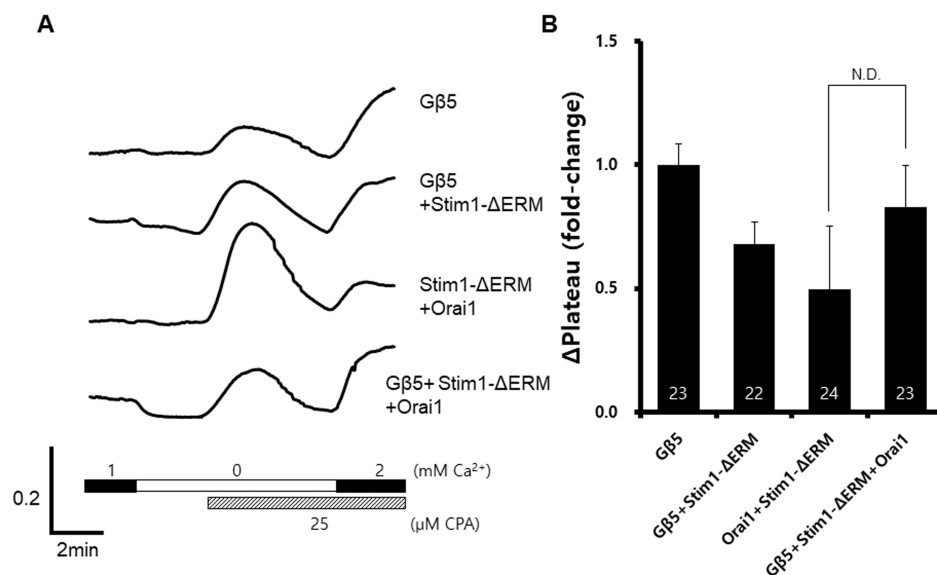 A
Gβ5
Gβ5
+Stim1-ΔERM
Stim1-ΔERM
+Orai1
Gβ5+Stim1-ΔERM
+Orai1
0.2
2min
1 0 2 (mM Ca²⁺)
25 (μM CPA)
B
ΔPlateau (fold-change)
1.5
1.0
0.5
0.0
N.D.
23 22 24 23
Gβ5
Gβ5+Stim1-ΔERM
Orai1+Stim1-ΔERM
Gβ5+Stim1-ΔERM+Orai1